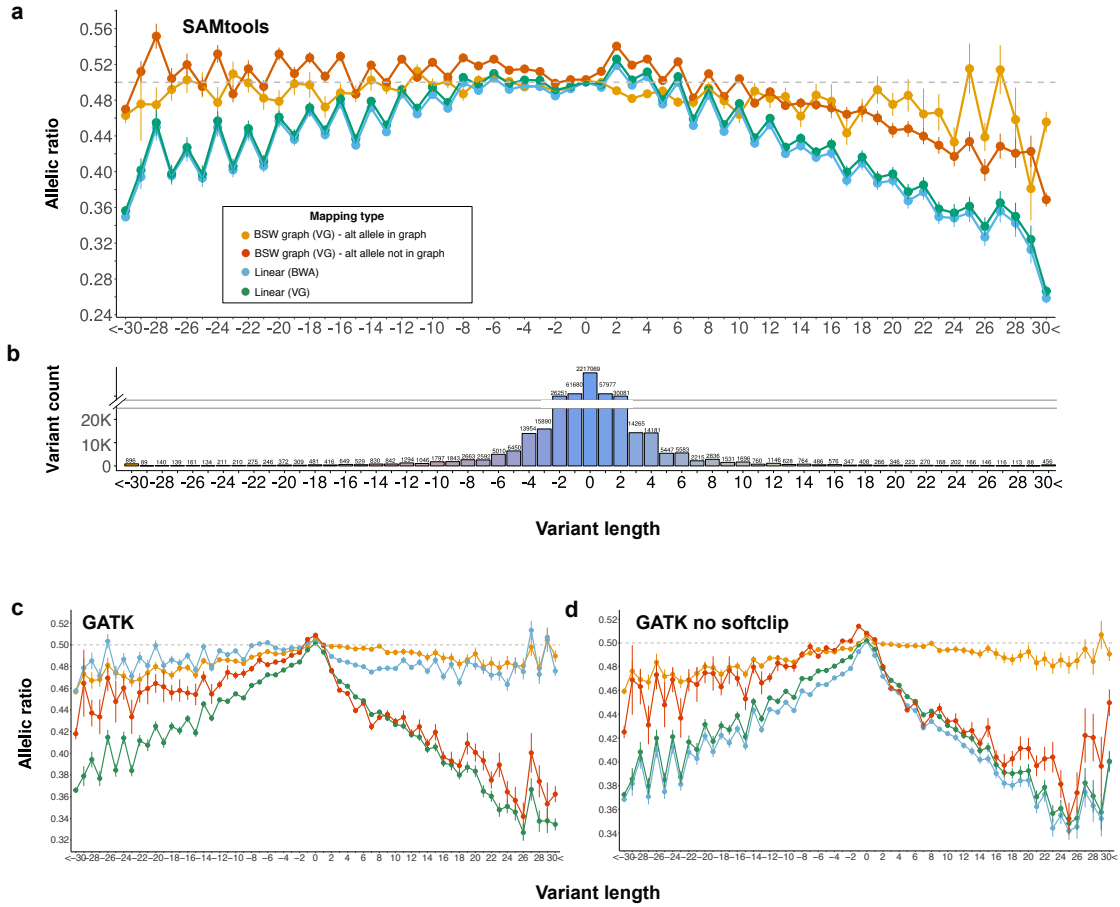 a
SAMtools
0.56
0.52
0.48
0.44
0.40
0.36
0.32
0.28
0.24
Allelic ratio
Mapping type
BSW graph (VG) - alt allele in graph
BSW graph (VG) - alt allele not in graph
Linear (BWA)
Linear (VG)
<-30 -28 -26 -24 -22 -20 -18 -16 -14 -12 -10 -8 -6 -4 -2 0 2 4 6 8 10 12 14 16 18 20 22 24 26 28 30<
b
Variant count
20K
10K
0
896 89 140 139 161 134 211 210 275 246 372 309 481 416 649 529 830 842 1294 1046 1797 1843 2663 2592 5010 6450 13954 15890 26251 61680 2217069 57977 30081 14265 14181 5447 5583 2215 2836 1531 1696 760 1146 628 764 486 576 347 408 286 346 223 270 168 202 166 146 116 113 88 456
<-30 -28 -26 -24 -22 -20 -18 -16 -14 -12 -10 -8 -6 -4 -2 0 2 4 6 8 10 12 14 16 18 20 22 24 26 28 30<
Variant length
c
GATK
0.52
0.50
0.48
0.46
0.44
0.42
0.40
0.38
0.36
0.34
0.32
Allelic ratio
<-30-28-26-24-22-20-18-16-14-12-10 -8 -6 -4 -2 0 2 4 6 8 10 12 14 16 18 20 22 24 26 28 30<
d
GATK no softclip
0.52
0.50
0.48
0.46
0.44
0.42
0.40
0.38
0.36
0.34
<-30-28-26-24-22-20-18-16-14-12-10 -8 -6 -4 -2 0 2 4 6 8 10 12 14 16 18 20 22 24 26 28 30<
Variant length